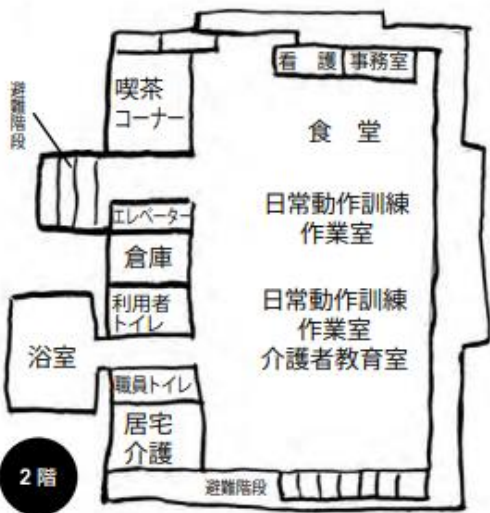 看護
事務室
喫茶
コーナー
避難階段
食堂
エレベーター
日常動作訓練
作業室
倉庫
利用者
トイレ
日常動作訓練
作業室
介護者教育室
浴室
職員トイレ
居宅
介護
2階
避難階段